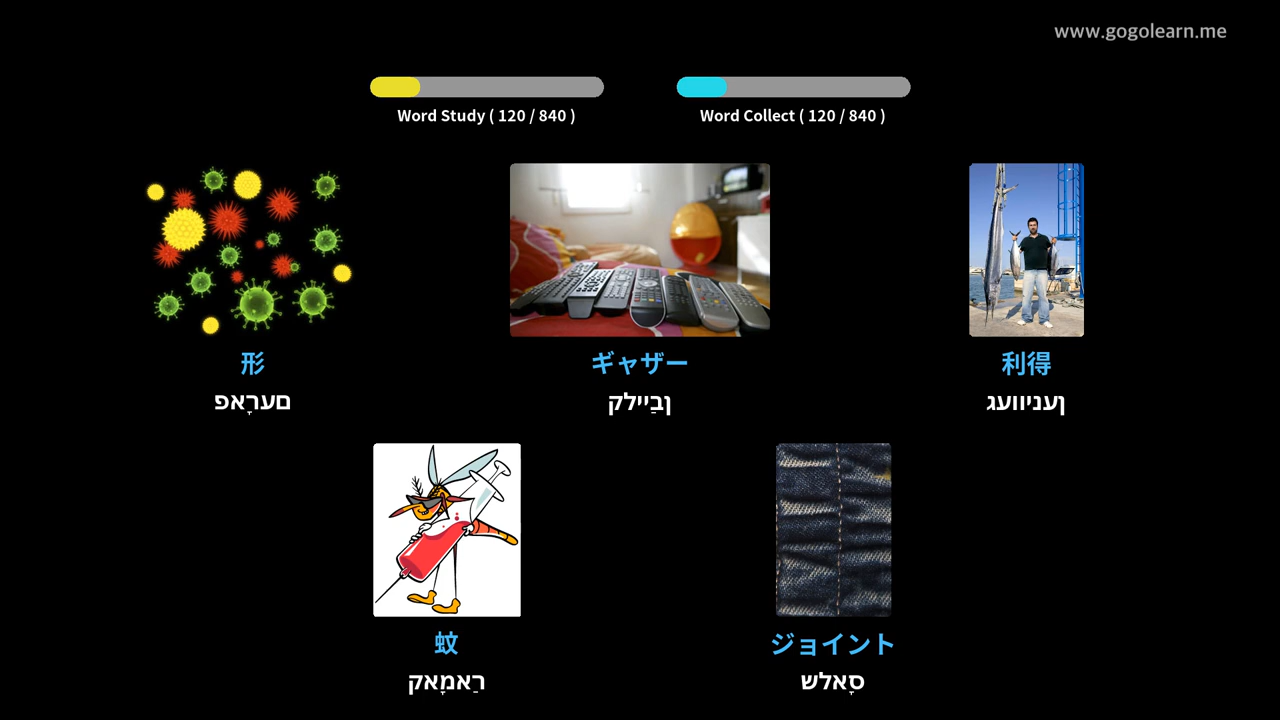 www.gogolearn.me
Word Study ( 120 / 840 )
Word Collect ( 120 / 840 )
形
םערָאפ
ギャザー
ןבַיילק
利得
ןעניוועג
蚊
רַאמָאק
ジョイント
סָאלש